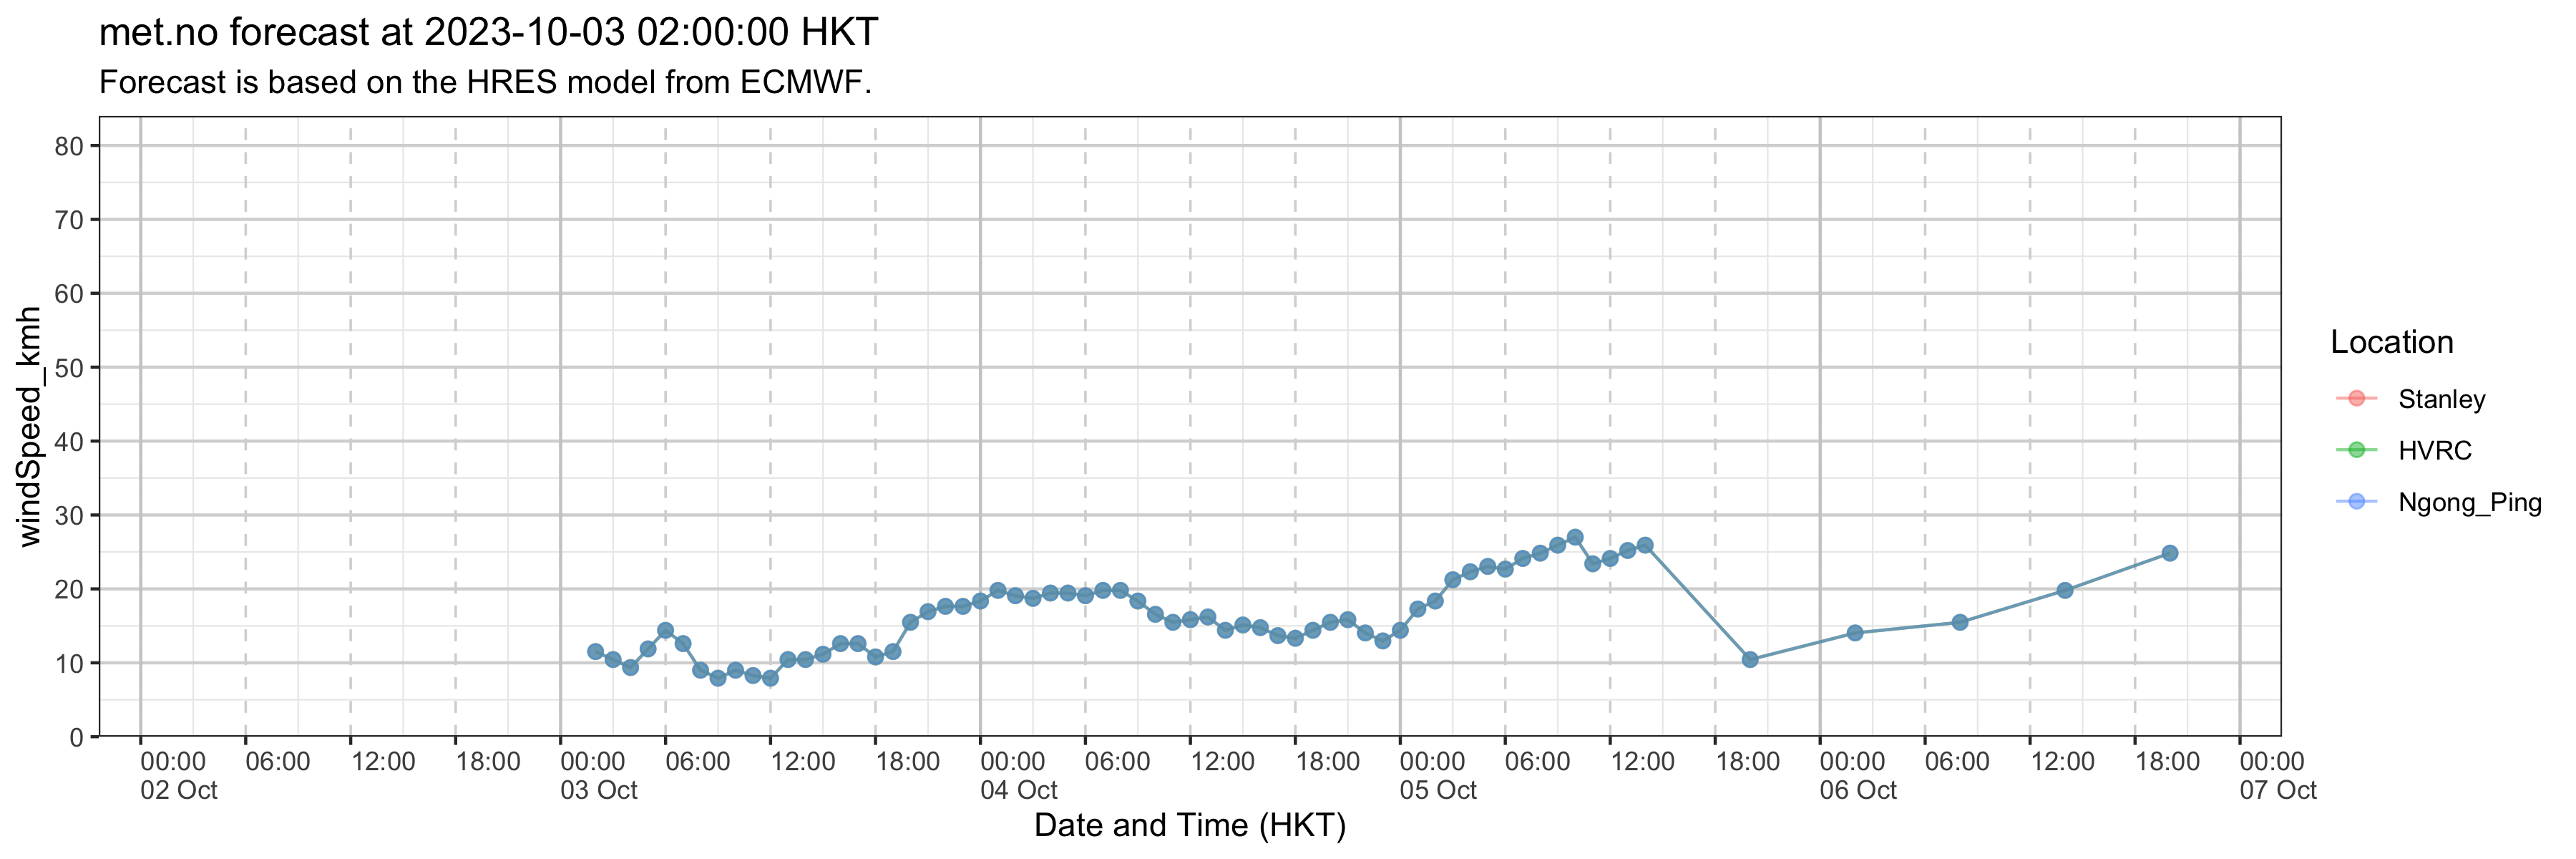 met.no forecast at 2023-10-03 02:00:00 HKT
Forecast is based on the HRES model from ECMWF.
80
70
60
50
40
30
20
10
0
windSpeed_kmh
00:00 06:00 12:00 18:00 00:00 06:00 12:00 18:00 00:00 06:00 12:00 18:00 00:00 06:00 12:00 18:00 00:00 06:00 12:00 18:00 00:00
02 Oct 03 Oct 04 Oct 05 Oct 06 Oct 07 Oct
Date and Time (HKT)
Location
Stanley
HVRC
Ngong_Ping